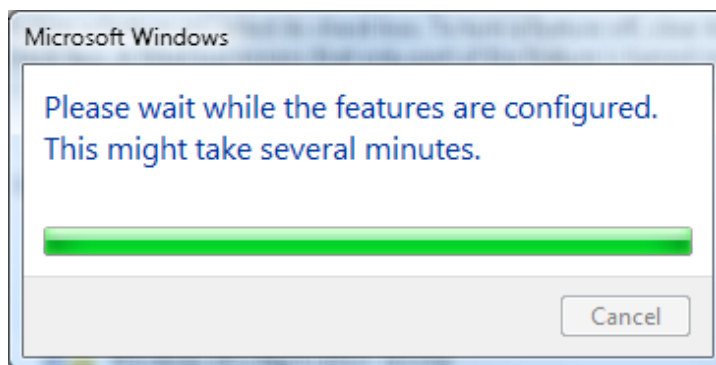 Microsoft Windows
Please wait while the features are configured.
This might take several minutes.
Cancel